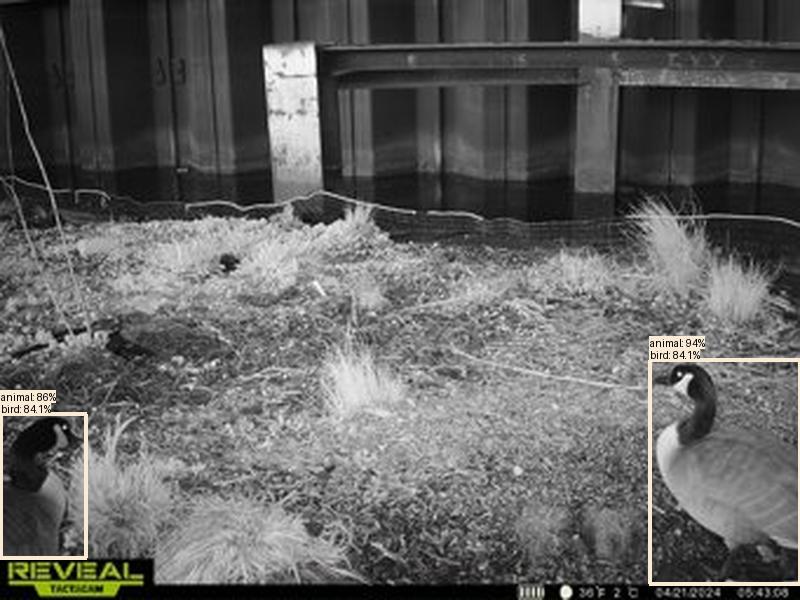 animal: 94%
bird: 84.1%
animal: 86%
bird: 84.1%
REVEAL
TACTACAM
36°F 2°C 04/21/2024 05:43:08